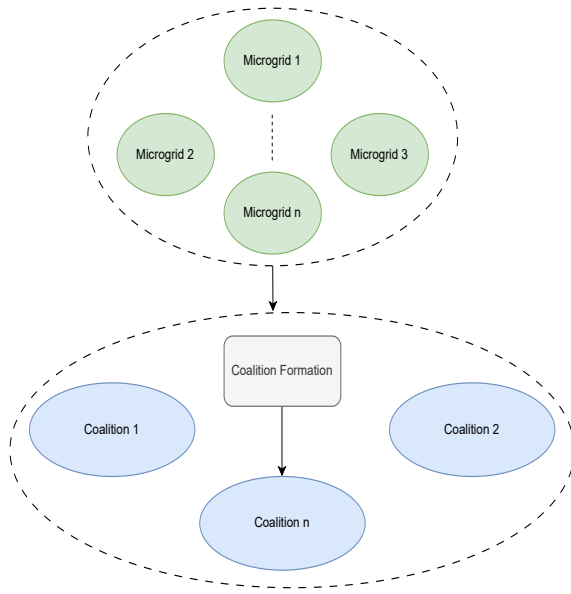 Microgrid 1
Microgrid 2
Microgrid 3
Microgrid n
Coalition Formation
Coalition 1
Coalition 2
Coalition n